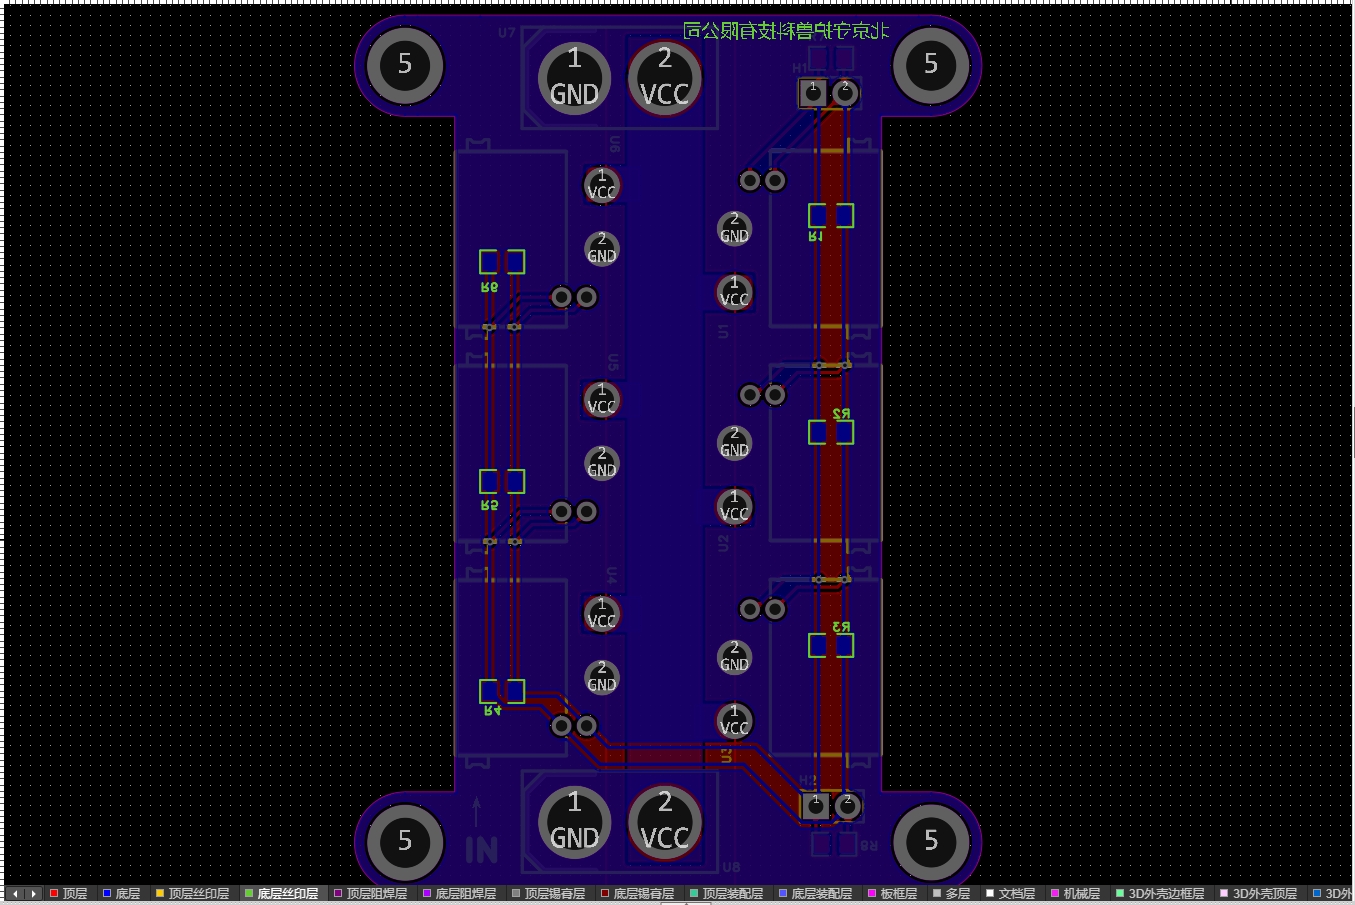 U7
北京守护兽科技有限公司
5
1
GND
2
VCC
H1
1
2
5
U6
1
VCC
2
GND
2
GND
R1
R6
1
VCC
U1
U5
1
VCC
R2
2
GND
2
GND
R5
1
VCC
U2
U4
1
VCC
R3
2
GND
2
GND
R4
1
VCC
U3
H2
1
GND
2
VCC
1
2
5
IN
U8
R8
5
顶层
底层
顶层丝印层
底层丝印层
顶层阻焊层
底层阻焊层
顶层锡膏层
底层锡膏层
顶层装配层
底层装配层
板框层
多层
文档层
机械层
3D外壳边框层
3D外壳顶层
3D外